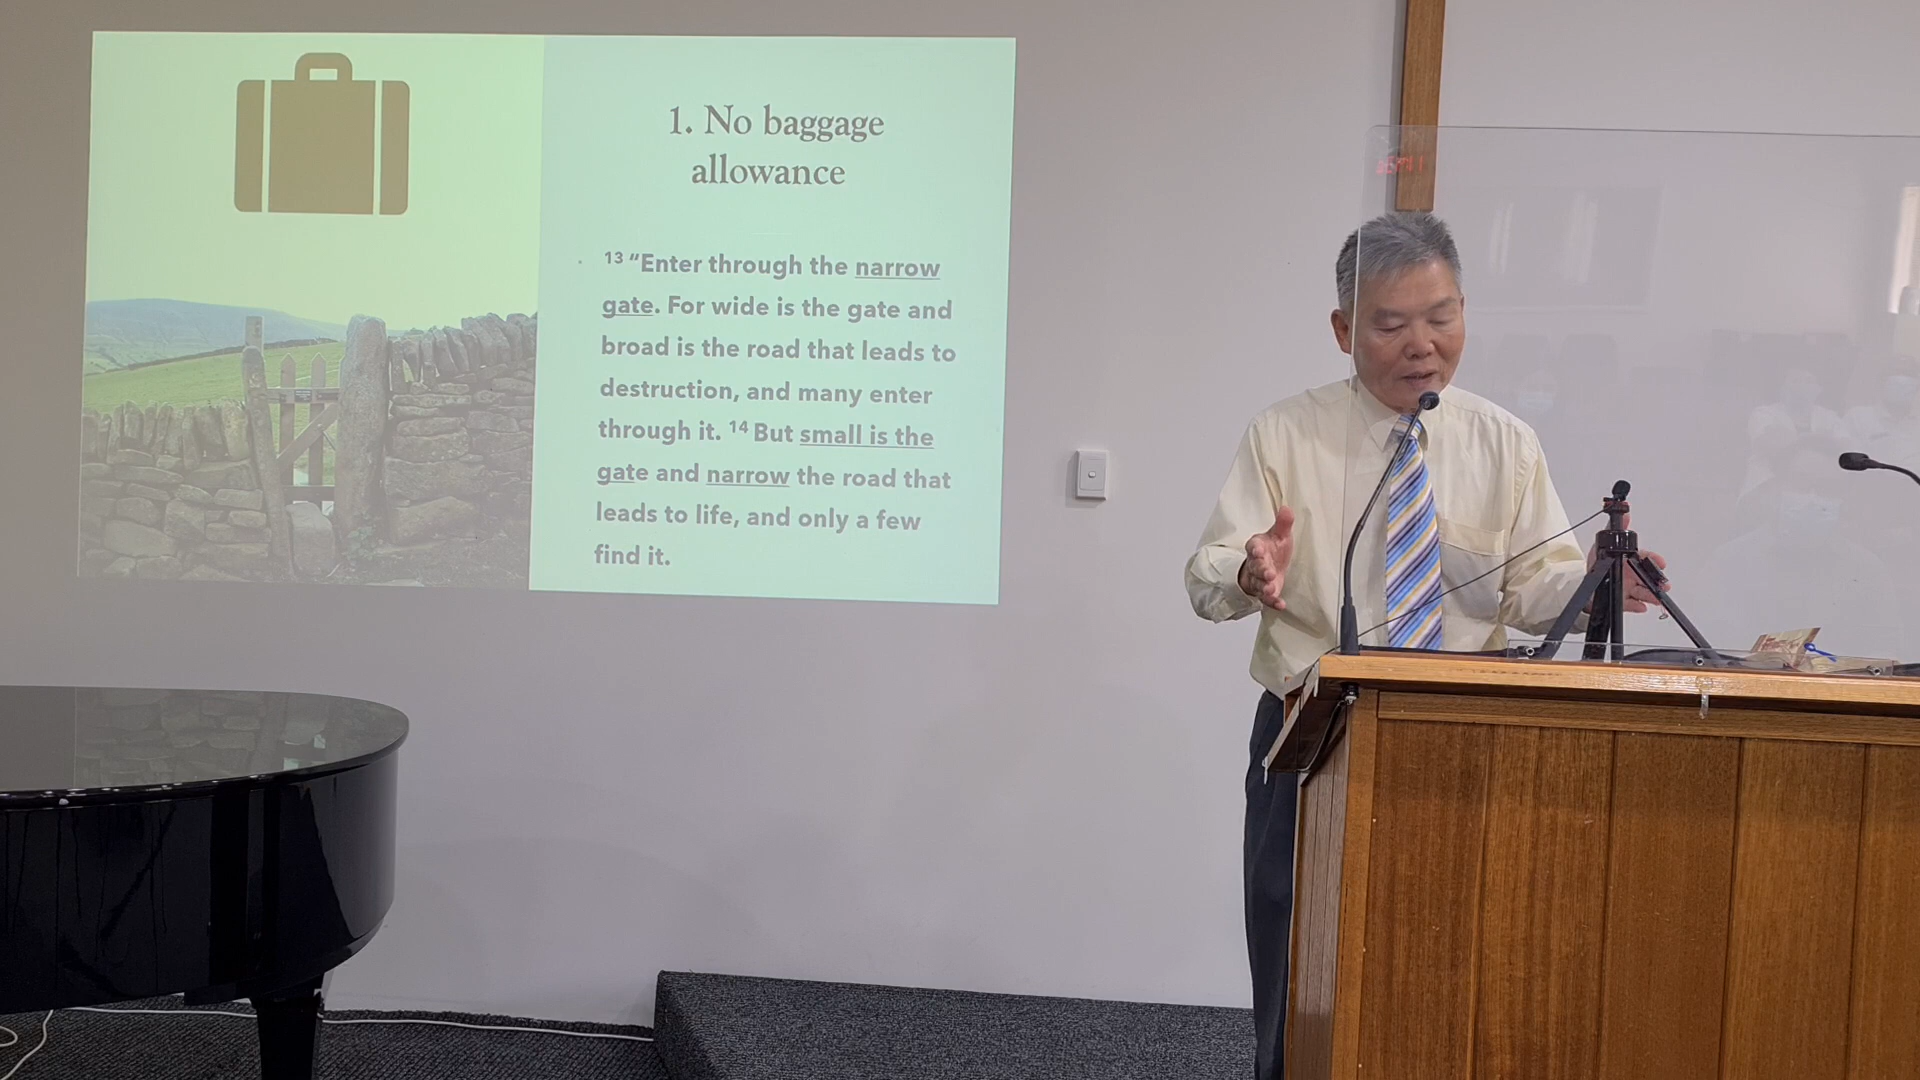 1. No baggage
allowance
13 “Enter through the narrow
gate. For wide is the gate and
broad is the road that leads to
destruction, and many enter
through it. 14 But small is the
gate and narrow the road that
leads to life, and only a few
find it.